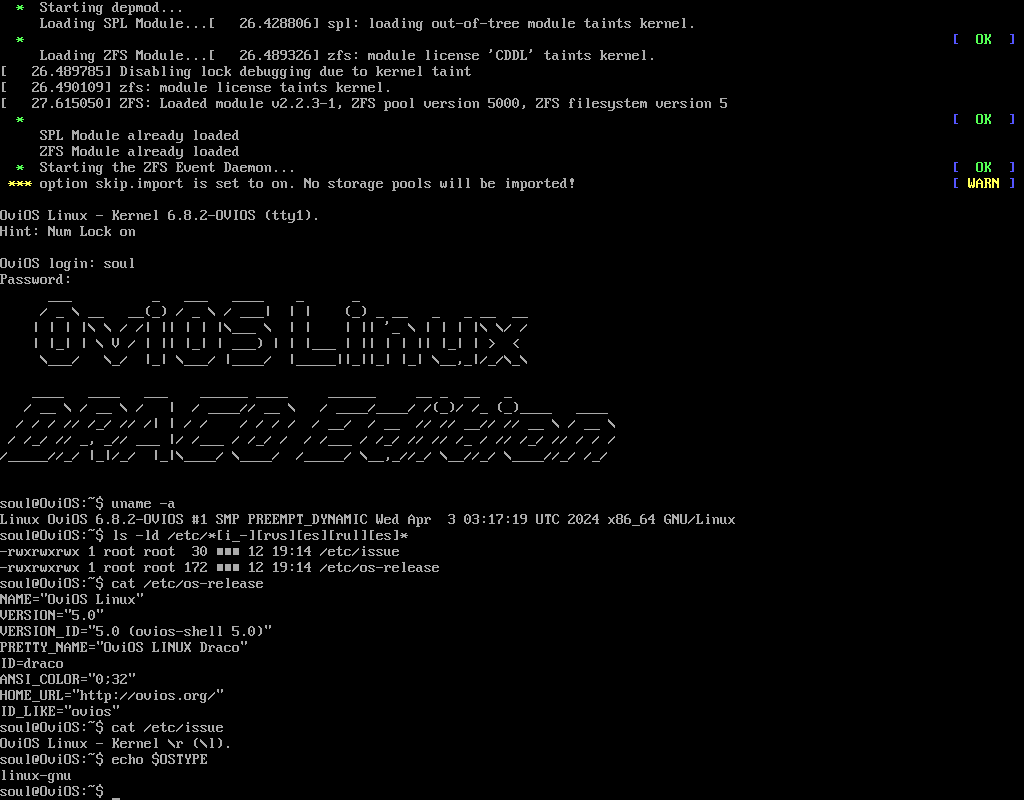 * Starting depmod...
Loading SPL Module...[   26.428806] spl: loading out-of-tree module taints kernel.
*                                                                    [  OK  ]
Loading ZFS Module...[   26.489326] zfs: module license 'CDDL' taints kernel.
[   26.489785] Disabling lock debugging due to kernel taint
[   26.490109] zfs: module license taints kernel.
[   27.615050] ZFS: Loaded module v2.2.3-1, ZFS pool version 5000, ZFS filesystem version 5
*                                                                    [  OK  ]
SPL Module already loaded
ZFS Module already loaded
* Starting the ZFS Event Daemon...                                   [  OK  ]
*** option skip.import is set to on. No storage pools will be imported!   [ WARN ]
OviOS Linux - Kernel 6.8.2-OVIOS (tty1).
Hint: Num Lock on
OviOS login: soul
Password:
OviOS Linux
DRACO Edition
soul@OviOS:~$ uname -a
Linux OviOS 6.8.2-OVIOS #1 SMP PREEMPT_DYNAMIC Wed Apr  3 03:17:19 UTC 2024 x86_64 GNU/Linux
soul@OviOS:~$ ls -ld /etc/*[i_-][rvs][es][rul][es]*
-rwxrwxrwx 1 root root  30 ■■■ 12 19:14 /etc/issue
-rwxrwxrwx 1 root root 172 ■■■ 12 19:14 /etc/os-release
soul@OviOS:~$ cat /etc/os-release
NAME="OviOS Linux"
VERSION="5.0"
VERSION_ID="5.0 (ovios-shell 5.0)"
PRETTY_NAME="OviOS LINUX Draco"
ID=draco
ANSI_COLOR="0;32"
HOME_URL="http://ovios.org/"
ID_LIKE="ovios"
soul@OviOS:~$ cat /etc/issue
OviOS Linux - Kernel \r (\l).
soul@OviOS:~$ echo $OSTYPE
linux-gnu
soul@OviOS:~$ _